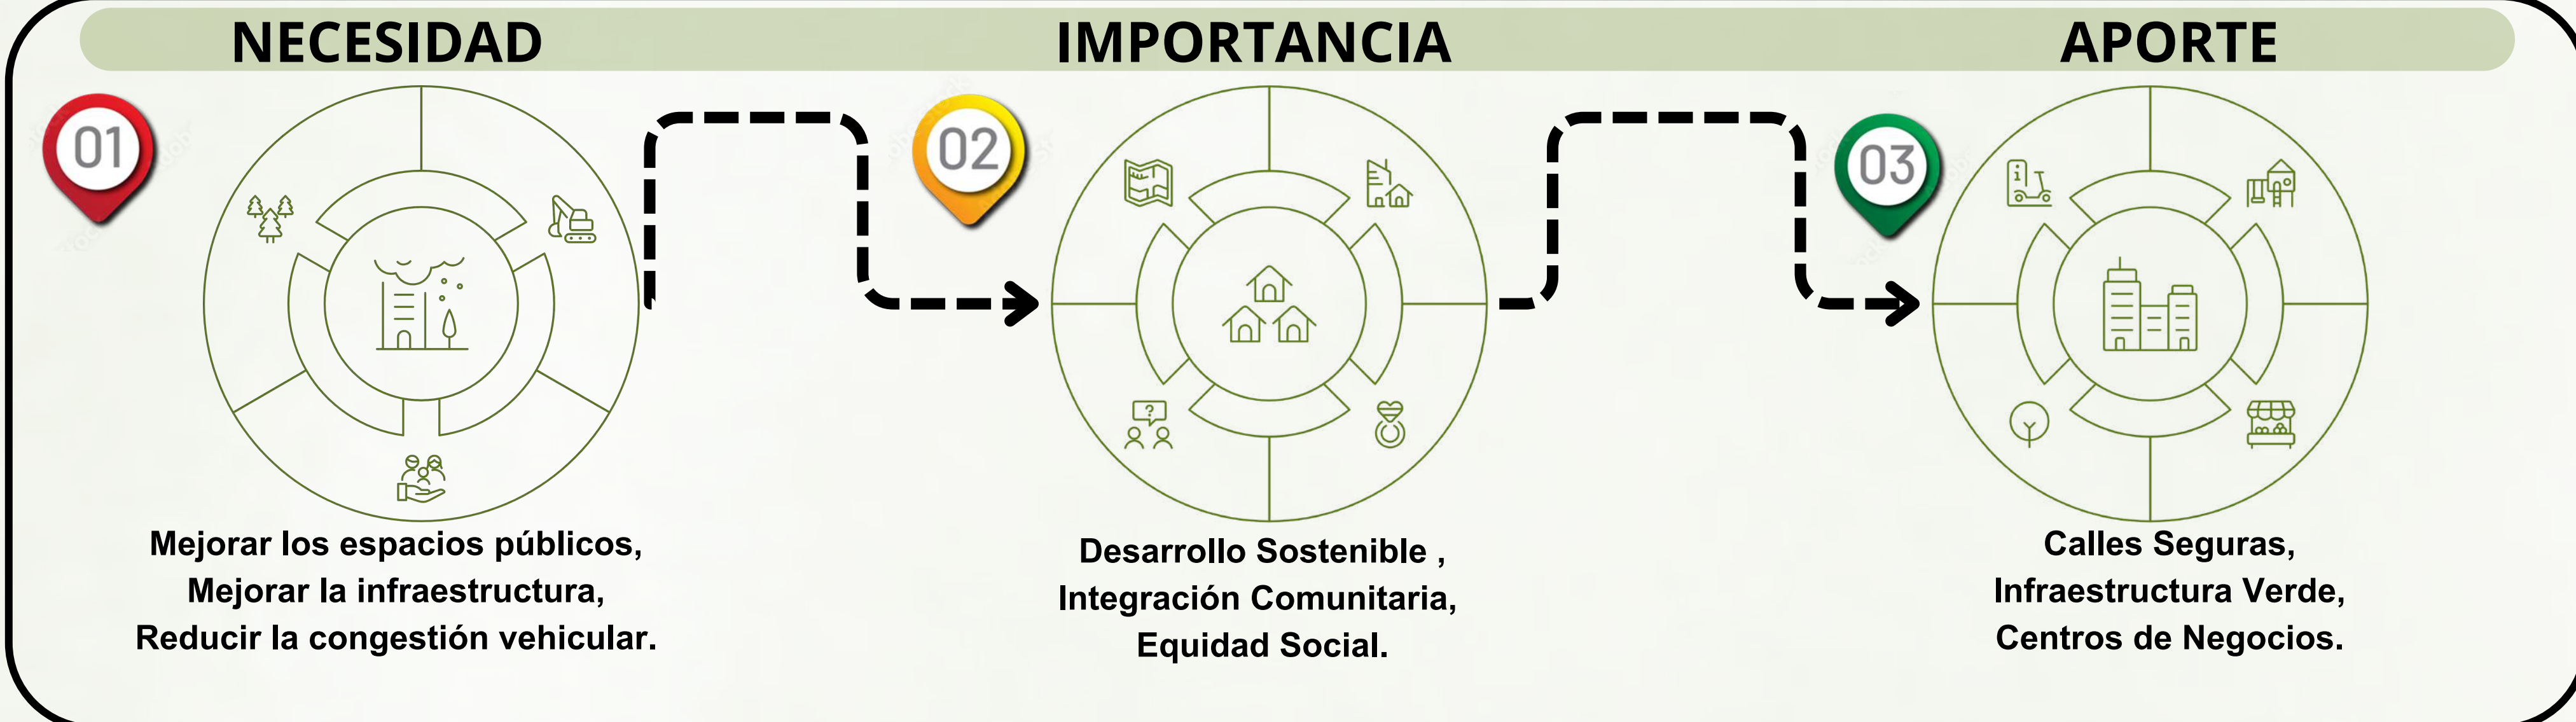 NECESIDAD
01
Mejorar los espacios públicos,
Mejorar la infraestructura,
Reducir la congestión vehicular.
IMPORTANCIA
02
?
Desarrollo Sostenible ,
Integración Comunitaria,
Equidad Social.
APORTE
03
i
Calles Seguras,
Infraestructura Verde,
Centros de Negocios.